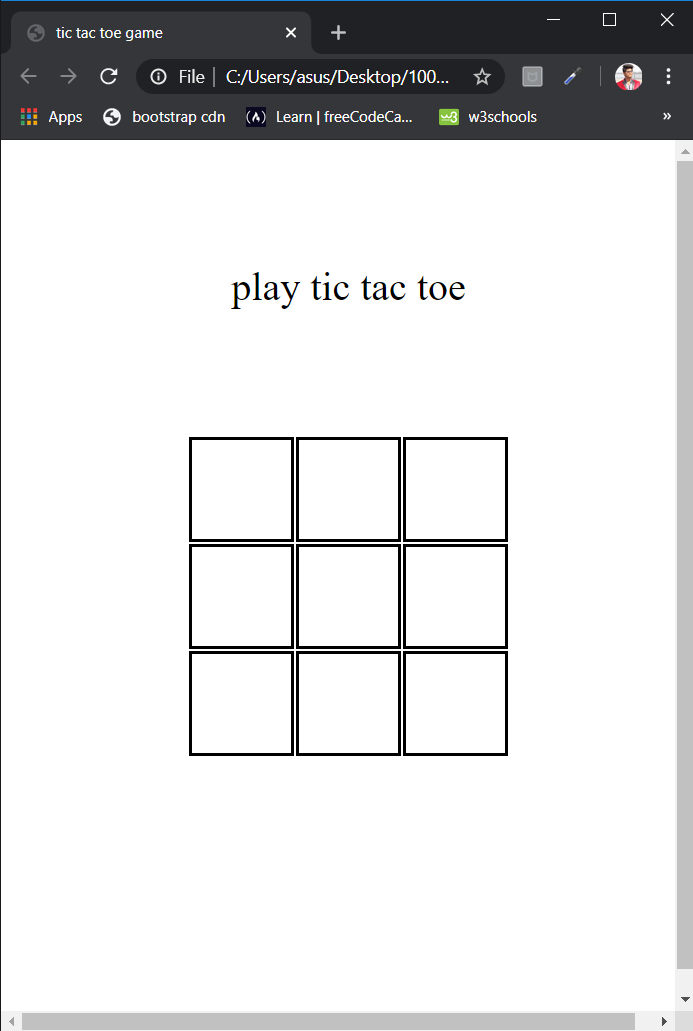 tic tac toe game
File C:/Users/asus/Desktop/100...
Apps bootstrap cdn Learn | freeCodeCa... w3schools »
play tic tac toe